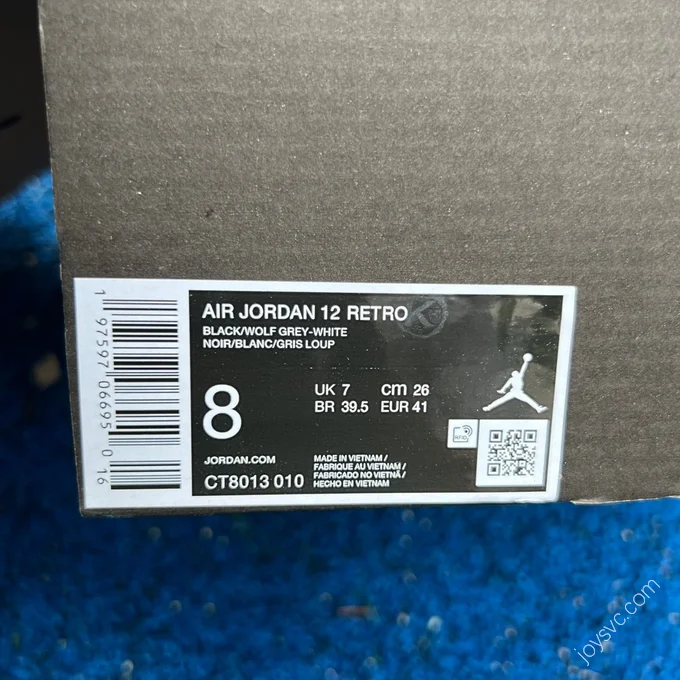 AIR JORDAN 12 RETRO
BLACK/WOLF GREY-WHITE
NOIR/BLANC/GRIS LOUP
8
UK 7 cm 26
BR 39.5 EUR 41
RFID
JORDAN.COM
CT8013 010
MADE IN VIETNAM /
FABRIQUE AU VIETNAM /
FABRICADO NO VIETNÃ /
HECHO EN VIETNAM
1 97597 06695 0 16
joysvc.com